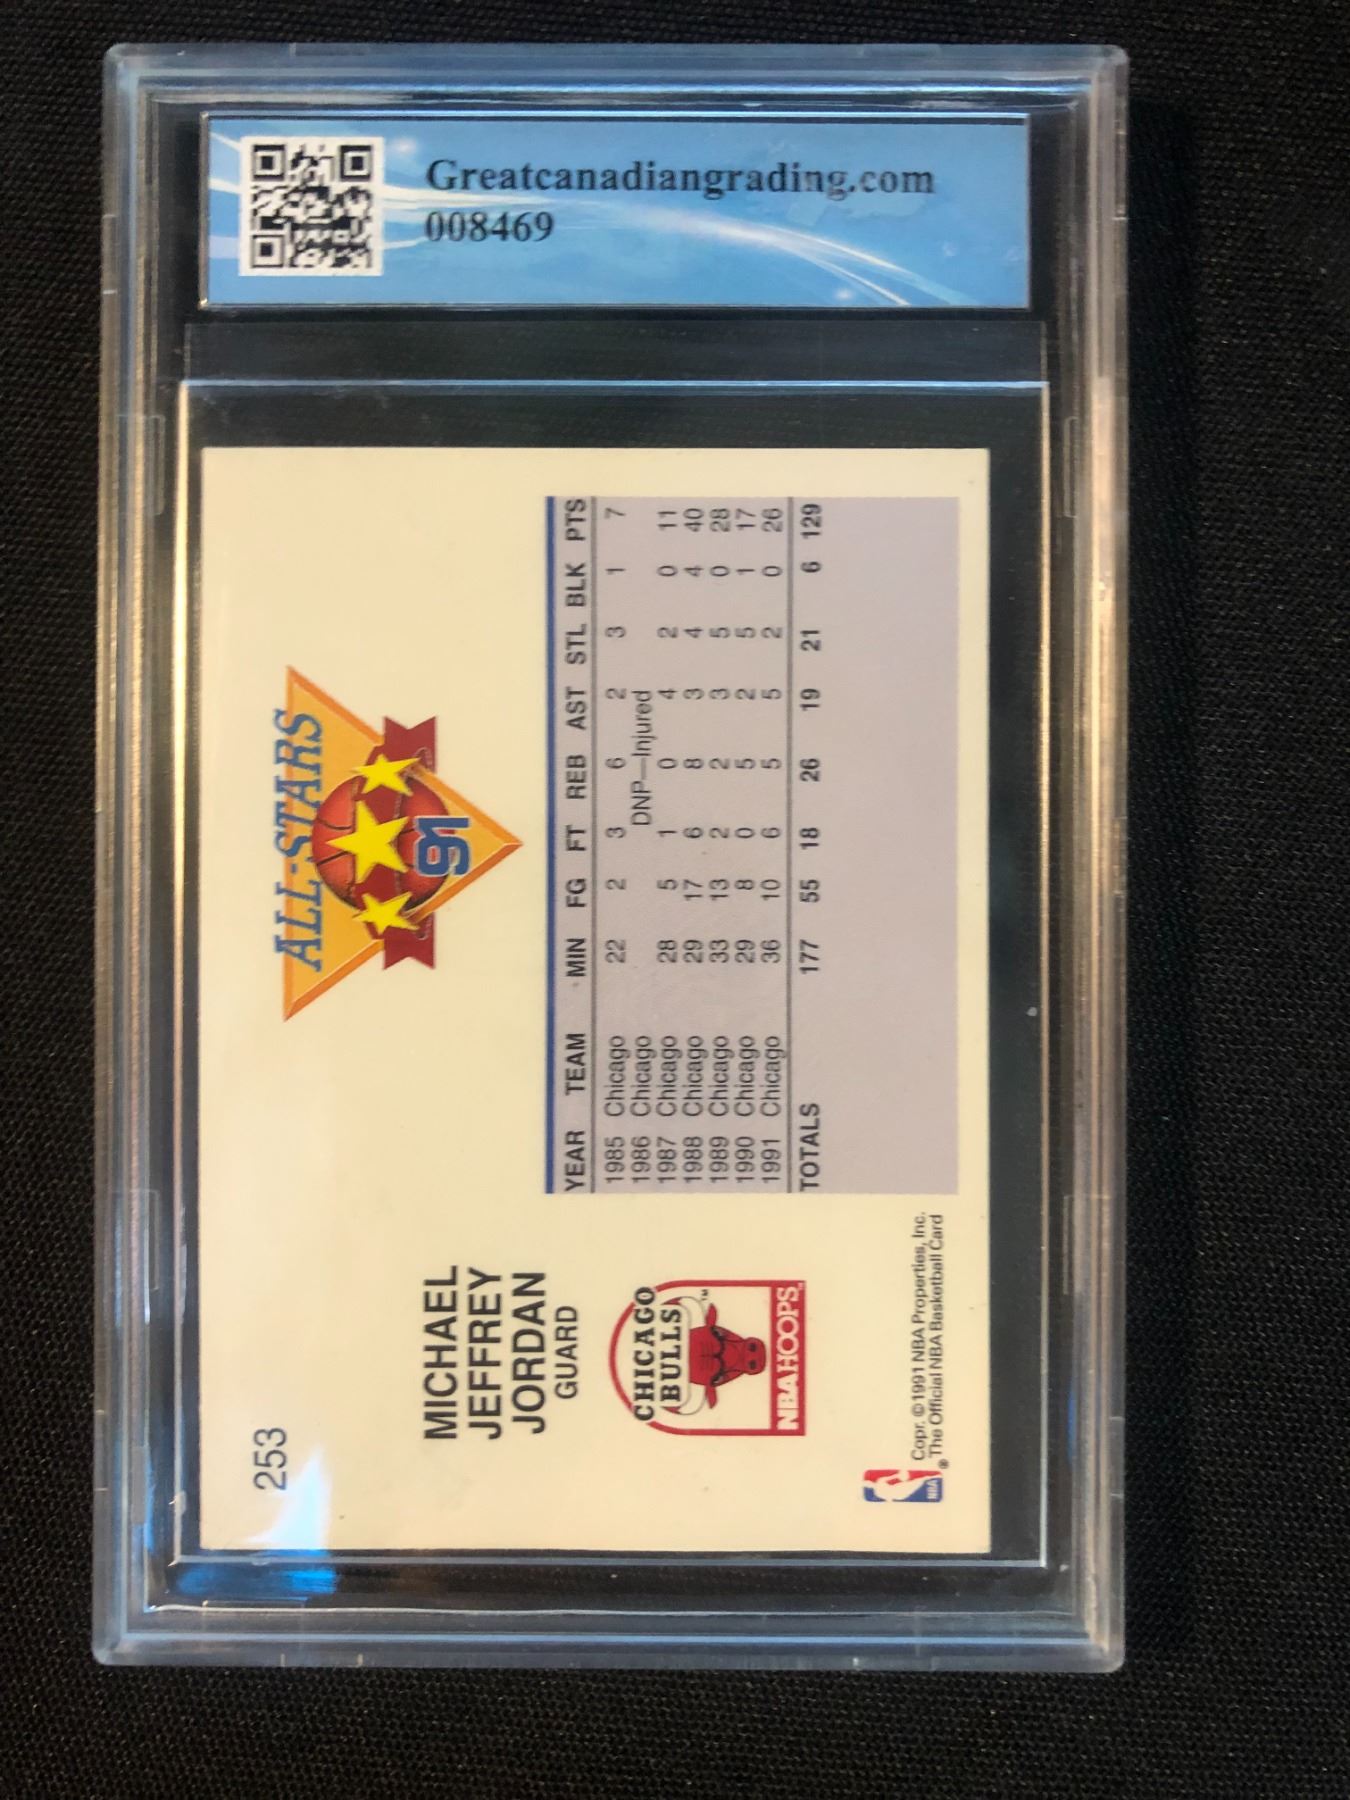 Greatcanadiangrading.com
008469
253
ALL-STARS
91
MICHAEL
JEFFREY
JORDAN
GUARD
CHICAGO
BULLS™
NBA HOOPS
YEAR TEAM MIN FG FT REB AST STL BLK PTS
1985 Chicago 22 2 3 6 2 3 1 7
1986 Chicago DNP—Injured
1987 Chicago 28 5 1 0 4 2 0 11
1988 Chicago 29 17 6 8 3 4 4 40
1989 Chicago 33 13 2 2 3 5 0 28
1990 Chicago 29 8 0 5 2 5 1 17
1991 Chicago 36 10 6 5 5 2 0 26
TOTALS 177 55 18 26 19 21 6 129
NBA
Copr. ©1991 NBA Properties, Inc.
® The Official NBA Basketball Card